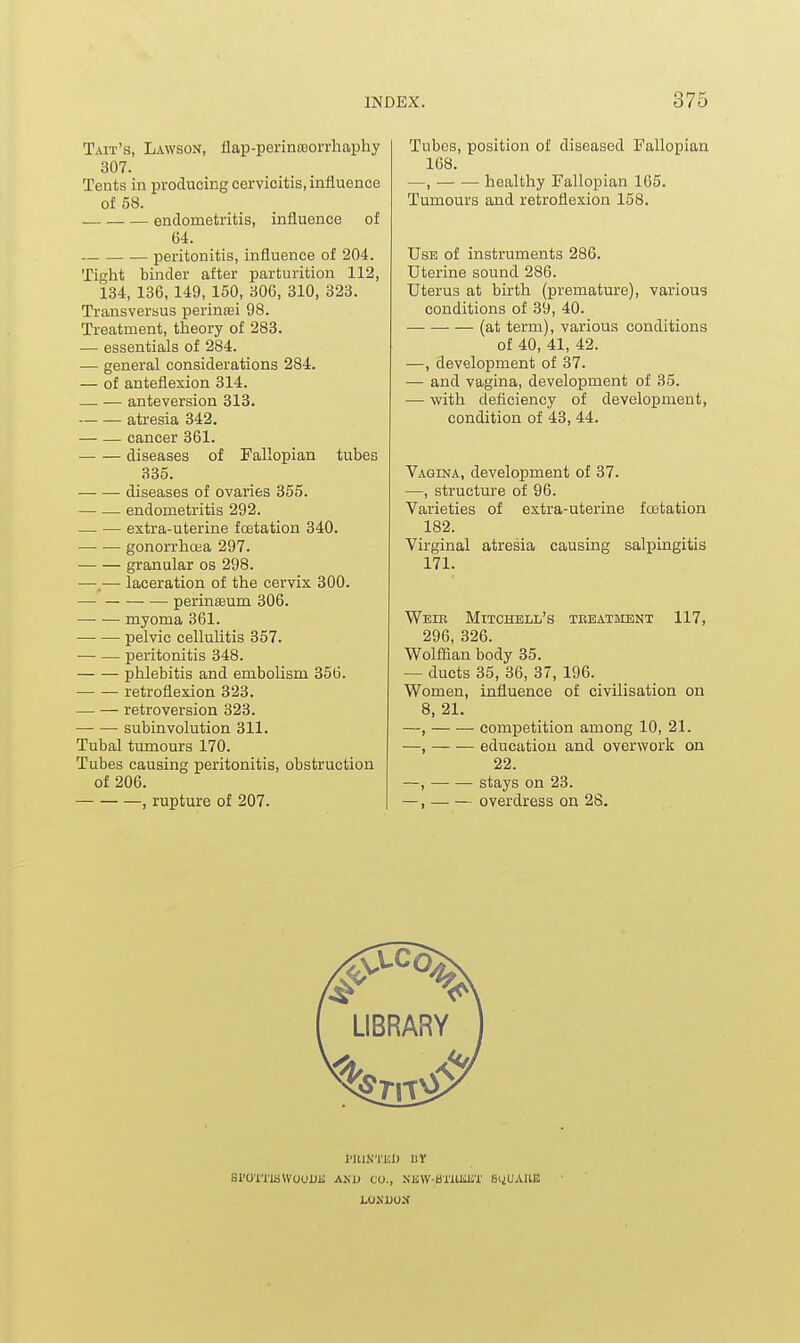 INDEX. 375
TAIT'S, LAWSON, flap-perinæorrhaphy
307.
Tents in producing cervicitis, influence
of 58.
— — — endometritis, influence of
64.
— — — peritonitis, influence of 204.
Tight binder after parturition 112,
134, 136, 149, 150, 306, 310, 323.
Transversus perinæi 98.
Treatment, theory of 283.
— essentials of 284.
— general considerations 284.
— of anteflexion 314.
— — anteversion 313.
— — atresia 342.
— — cancer 361.
— — diseases of Fallopian tubes
335.
— — diseases of ovaries 355.
— — endometritis 292.
— — extra-uterine fœtation 340.
— — gonorrhœa 297.
— — granular os 298.
— — laceration of the cervix 300.
— — — — perinæum 306.
— — myoma 361.
— — pelvic cellulitis 357.
— — peritonitis 348.
— — phlebitis and embolism 356.
— — retroflexion 323.
— — retroversion 323.
— — subinvolution 311.
Tubal tumours 170.
Tubes causing peritonitis, obstruction
of 206.
— — —, rupture of 207.
Tubes, position of diseased Fallopian
168.
—, — — healthy Fallopian 165.
Tumours and retroflexion 158.
USE of instruments 286.
Uterine sound 286.
Uterus at birth (premature), various
conditions of 39, 40.
— — — (at term), various conditions
of 40, 41, 42.
—, development of 37.
— and vagina, development of 35.
— with deficiency of development,
condition of 43, 44.
VAGINA, development of 37.
—, structure of 96.
Varieties of extra-uterine fœtation
182.
Virginal atresia causing salpingitis
171.
WEIR MITCHELL'S TREATMENT 117,
296, 326.
Wolffian body 35.
— ducts 35, 36, 37, 196.
Women, influence of civilisation on
8, 21.
—, — — competition among 10, 21.
—, — — education and overwork on
22.
—, — — stays on 23.
—, — — overdress on 28.
WELLCOME
LIBRARY
INSTITUTE
PRINTED BY
SPOTTISWOODE AND CO., NEW-STREET SQUARE
LONDON